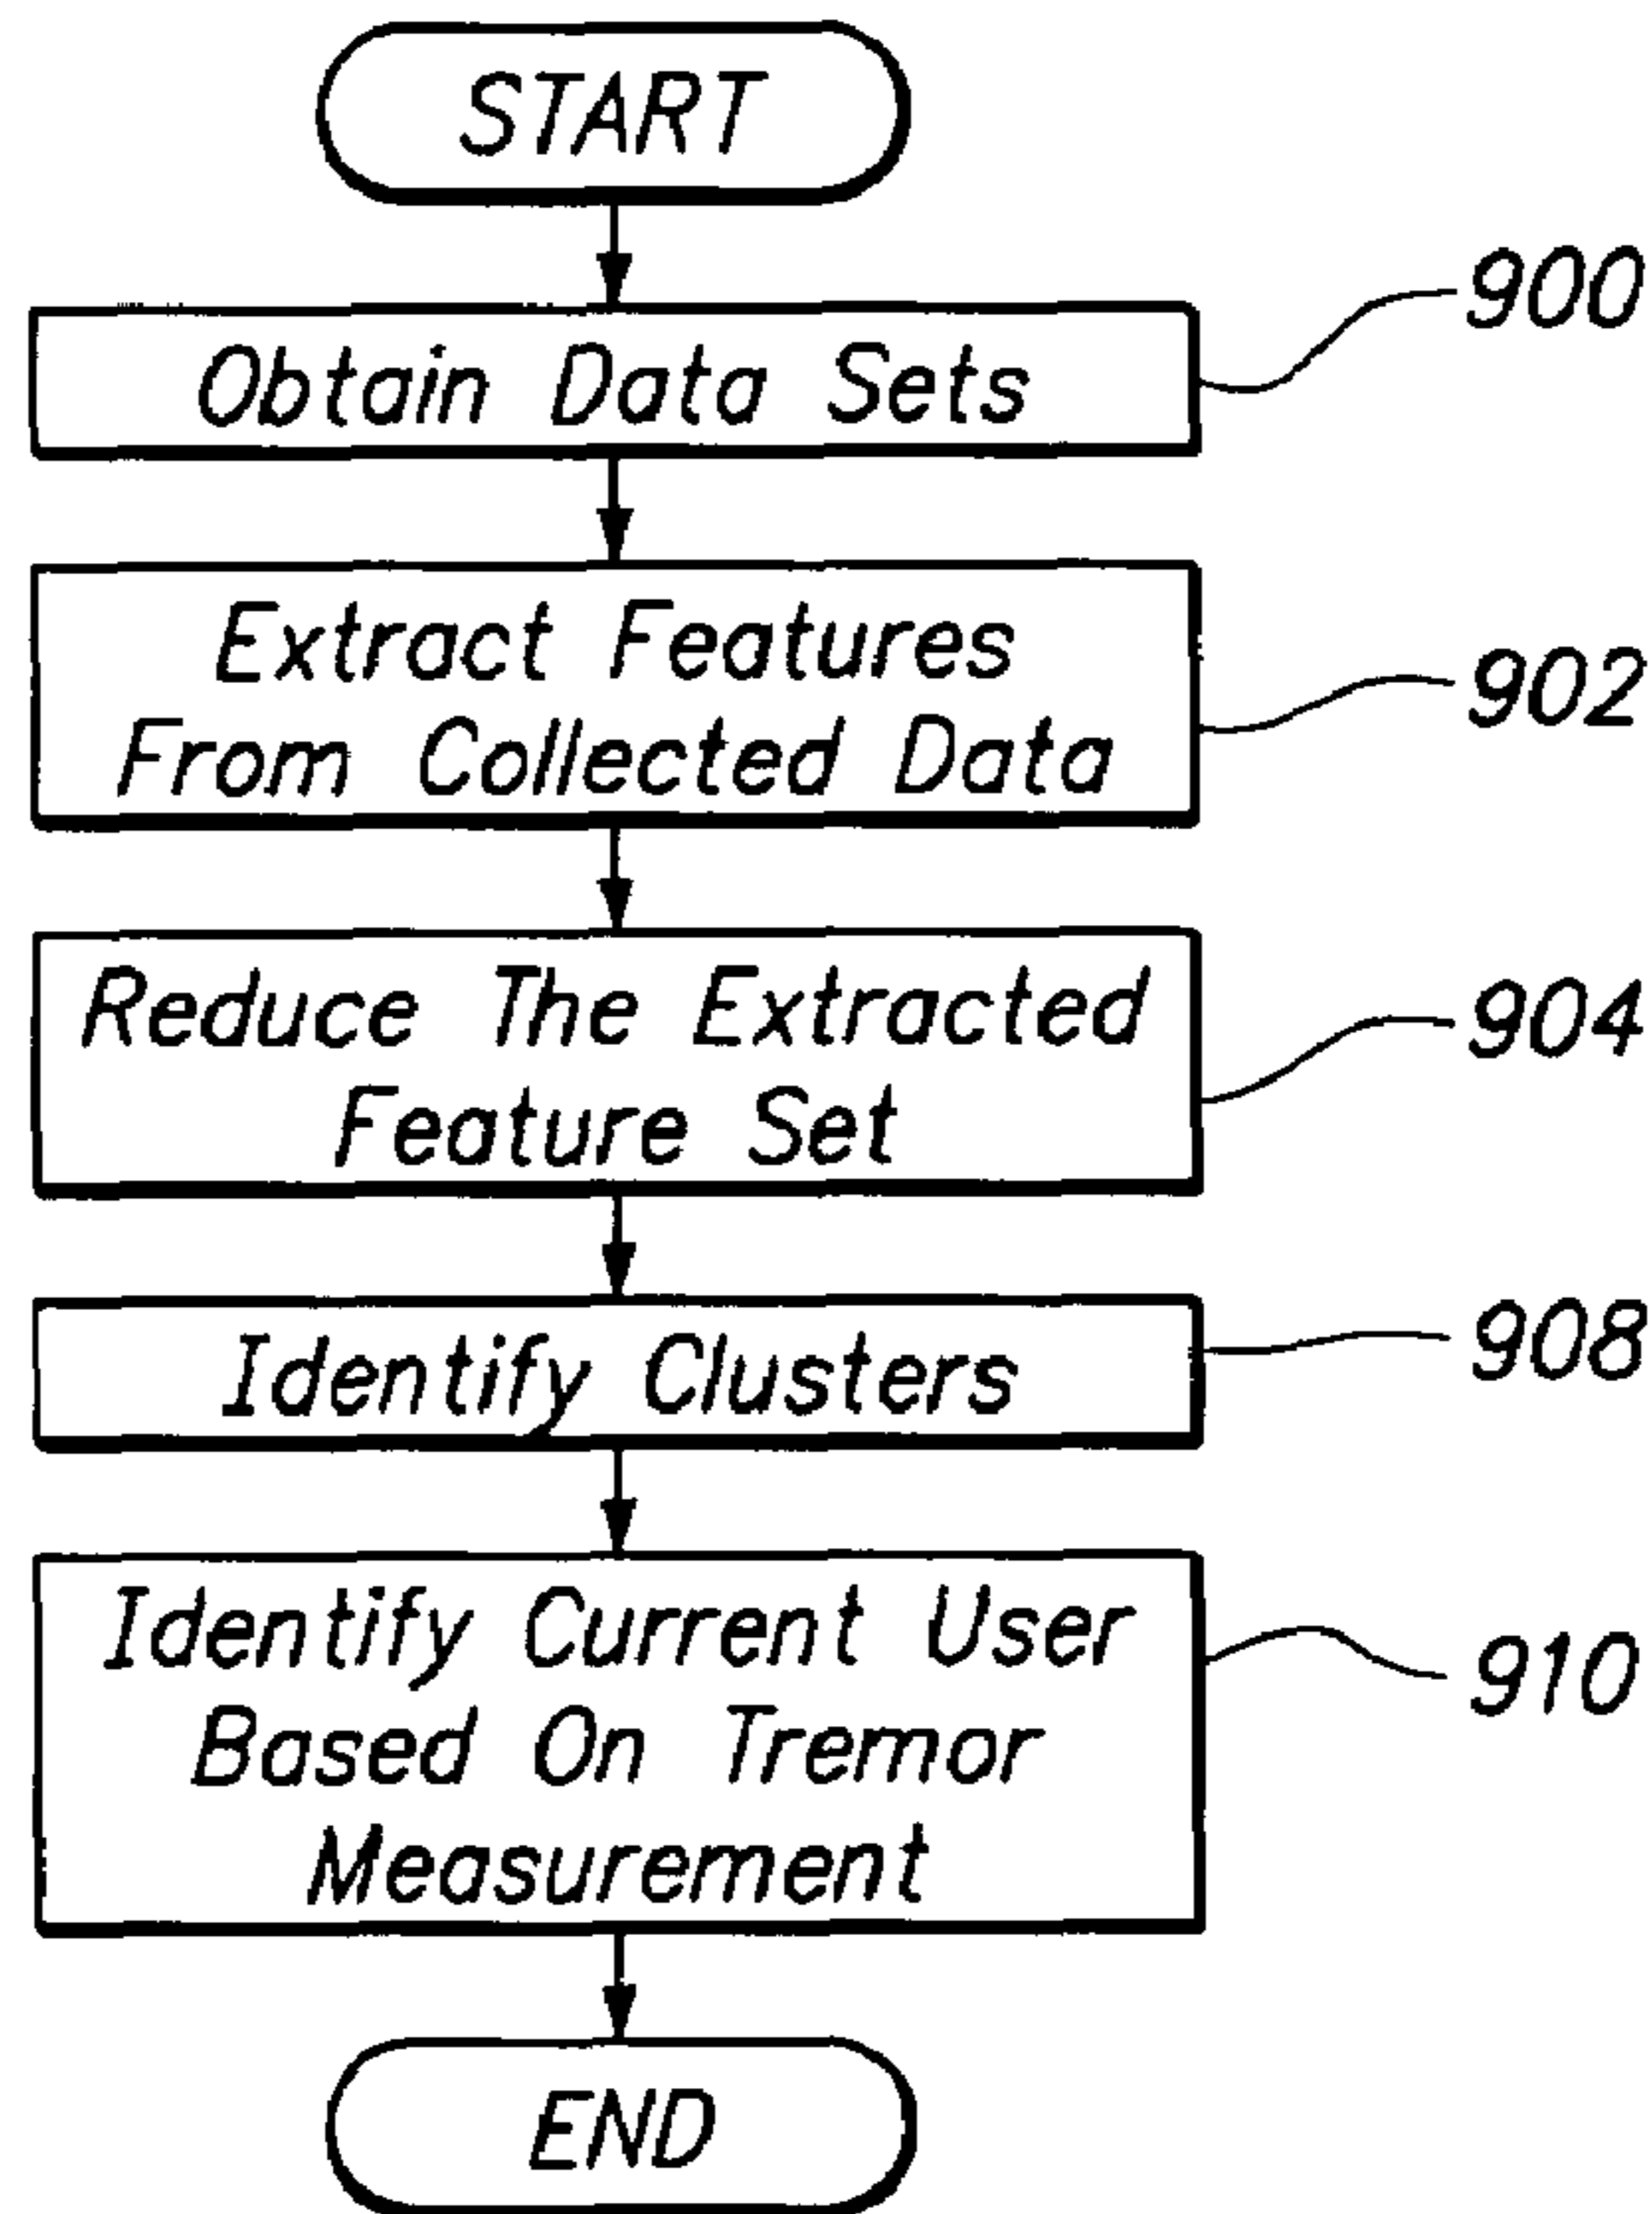 START
Obtain Data Sets
900
Extract Features
From Collected Data
902
Reduce The Extracted
Feature Set
904
Identify Clusters
908
Identify Current User
Based On Tremor
Measurement
910
END